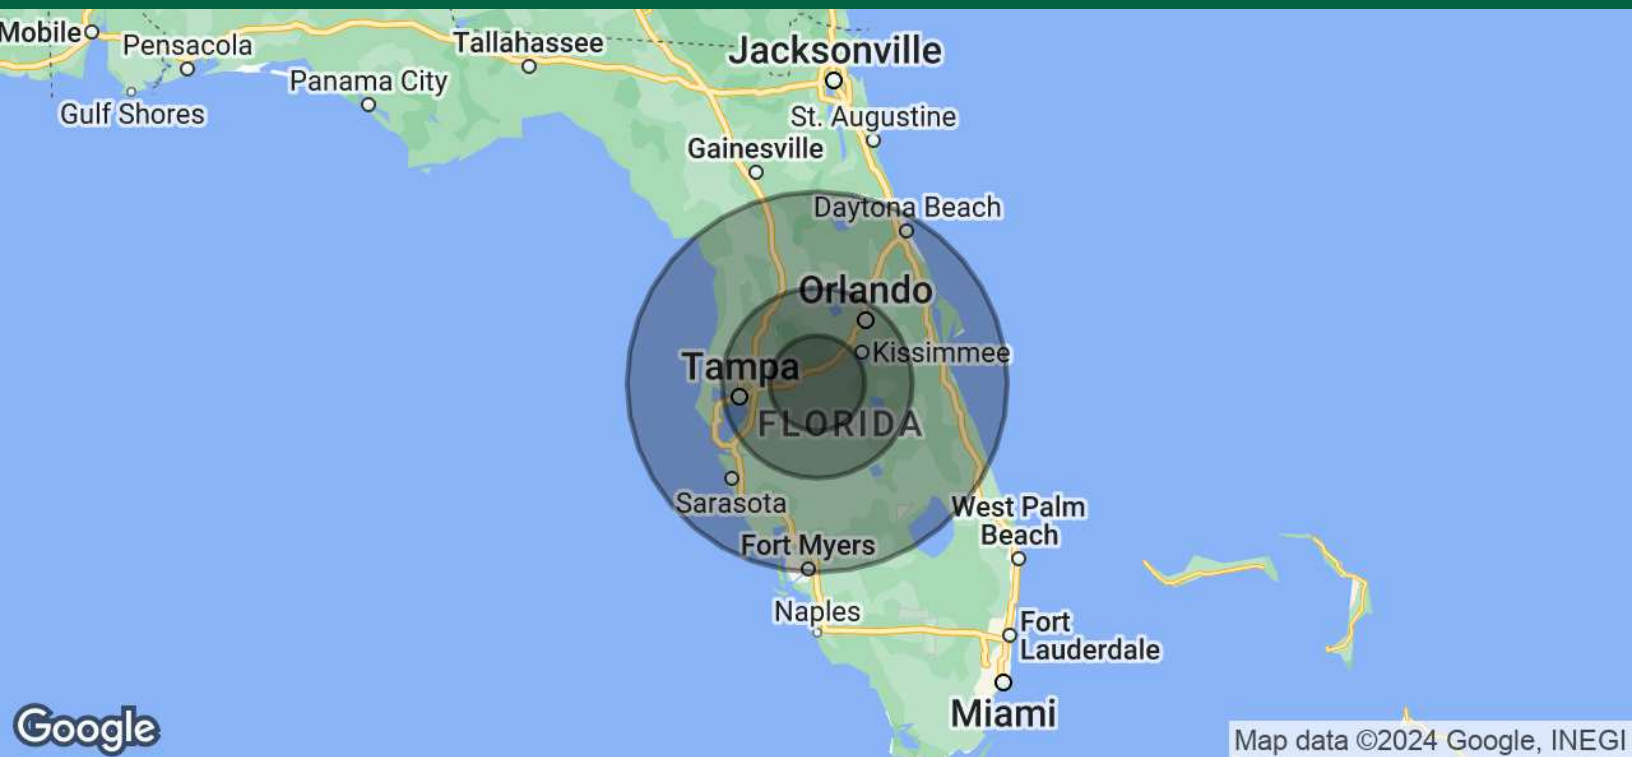 Mobile
Pensacola
Tallahassee
Jacksonville
Panama City
Gulf Shores
St. Augustine
Gainesville
Daytona Beach
Orlando
Kissimmee
Tampa
FLORIDA
Sarasota
West Palm
Beach
Fort Myers
Naples
Fort
Lauderdale
Miami
Google
Map data ©2024 Google, INEGI